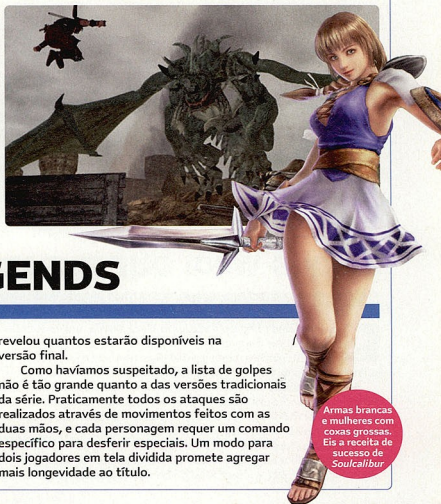 GENDS
revelou quantos estarão disponíveis na
versão final.
Como havíamos suspeitado, a lista de golpes
não é tão grande quanto a das versões tradicionais
da série. Praticamente todos os ataques são
realizados através de movimentos feitos com as
duas mãos, e cada personagem requer um comando
específico para desferir especiais. Um modo para
dois jogadores em tela dividida promete agregar
mais longevidade ao título.
Armas brancas
e mulheres com
coxas grossas.
Eis a receita de
sucesso de
Soulcalibur